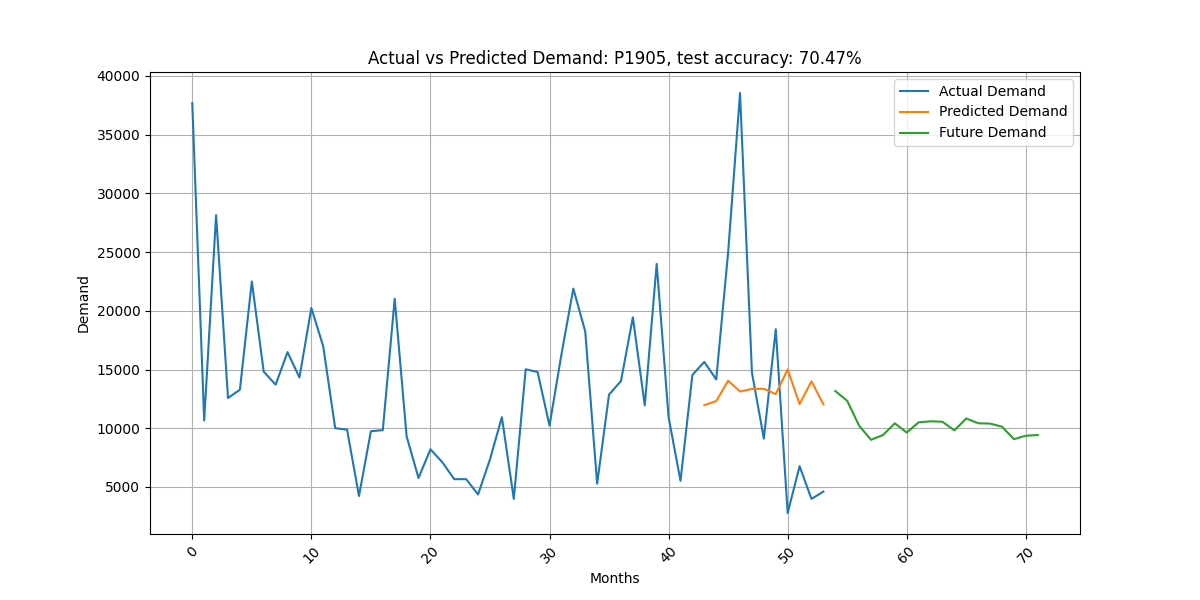 Actual vs Predicted Demand: P1905, test accuracy: 70.47%
40000
35000
30000
25000
20000
15000
10000
5000
Demand
Actual Demand
Predicted Demand
Future Demand
0
10
20
30
40
50
60
70
Months